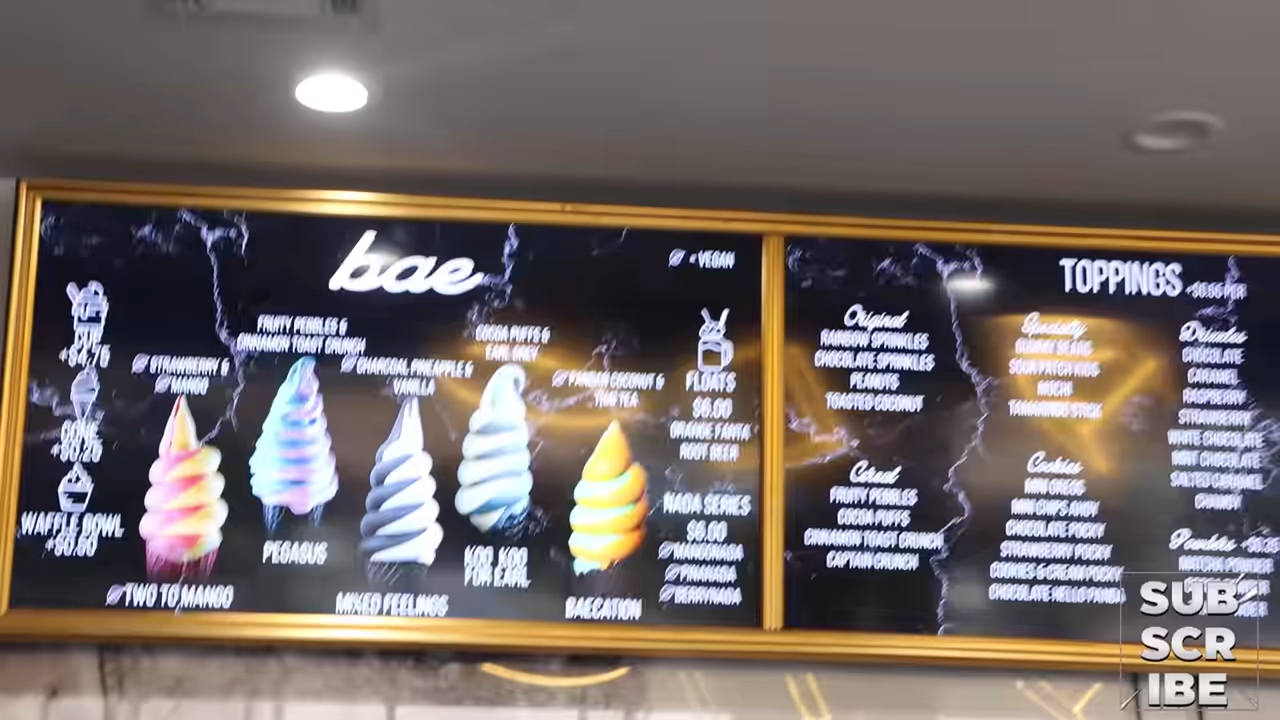 bae
= VEGAN
CUP
+$4.75
CONE
+$0.20
WAFFLE BOWL
+$0.60
STRAWBERRY &
MANGO
TWO TO MANGO
FRUITY PEBBLES &
CINNAMON TOAST CRUNCH
PEGASUS
CHARCOAL PINEAPPLE &
VANILLA
MIXED FEELINGS
COCOA PUFFS &
EARL GREY
KOO KOO
FOR EARL
PANDAN COCONUT &
THAI TEA
BAECATION
FLOATS
$6.00
ORANGE FANTA
ROOT BEER
NADA SERIES
$6.00
MANGONADA
PINANADA
BERRYNADA
TOPPINGS
Original
RAINBOW SPRINKLES
CHOCOLATE SPRINKLES
PEANUTS
TOASTED COCONUT
Cereal
FRUITY PEBBLES
COCOA PUFFS
CINNAMON TOAST CRUNCH
CAPTAIN CRUNCH
Specialty
GUMMY BEARS
SOUR PATCH KIDS
MOCHI
TAMARINDO STICK
Cookies
MINI OREOS
MINI CHIPS AHOY
CHOCOLATE POCKY
STRAWBERRY POCKY
COOKIES & CREAM POCKY
CHOCOLATE HELLO PANDA
Drizzles
CHOCOLATE
CARAMEL
RASPBERRY
STRAWBERRY
WHITE CHOCOLATE
MINT CHOCOLATE
SALTED CARAMEL
CHAMOY
Powders
MATCHA POWDER
SUB
SCR
IBE